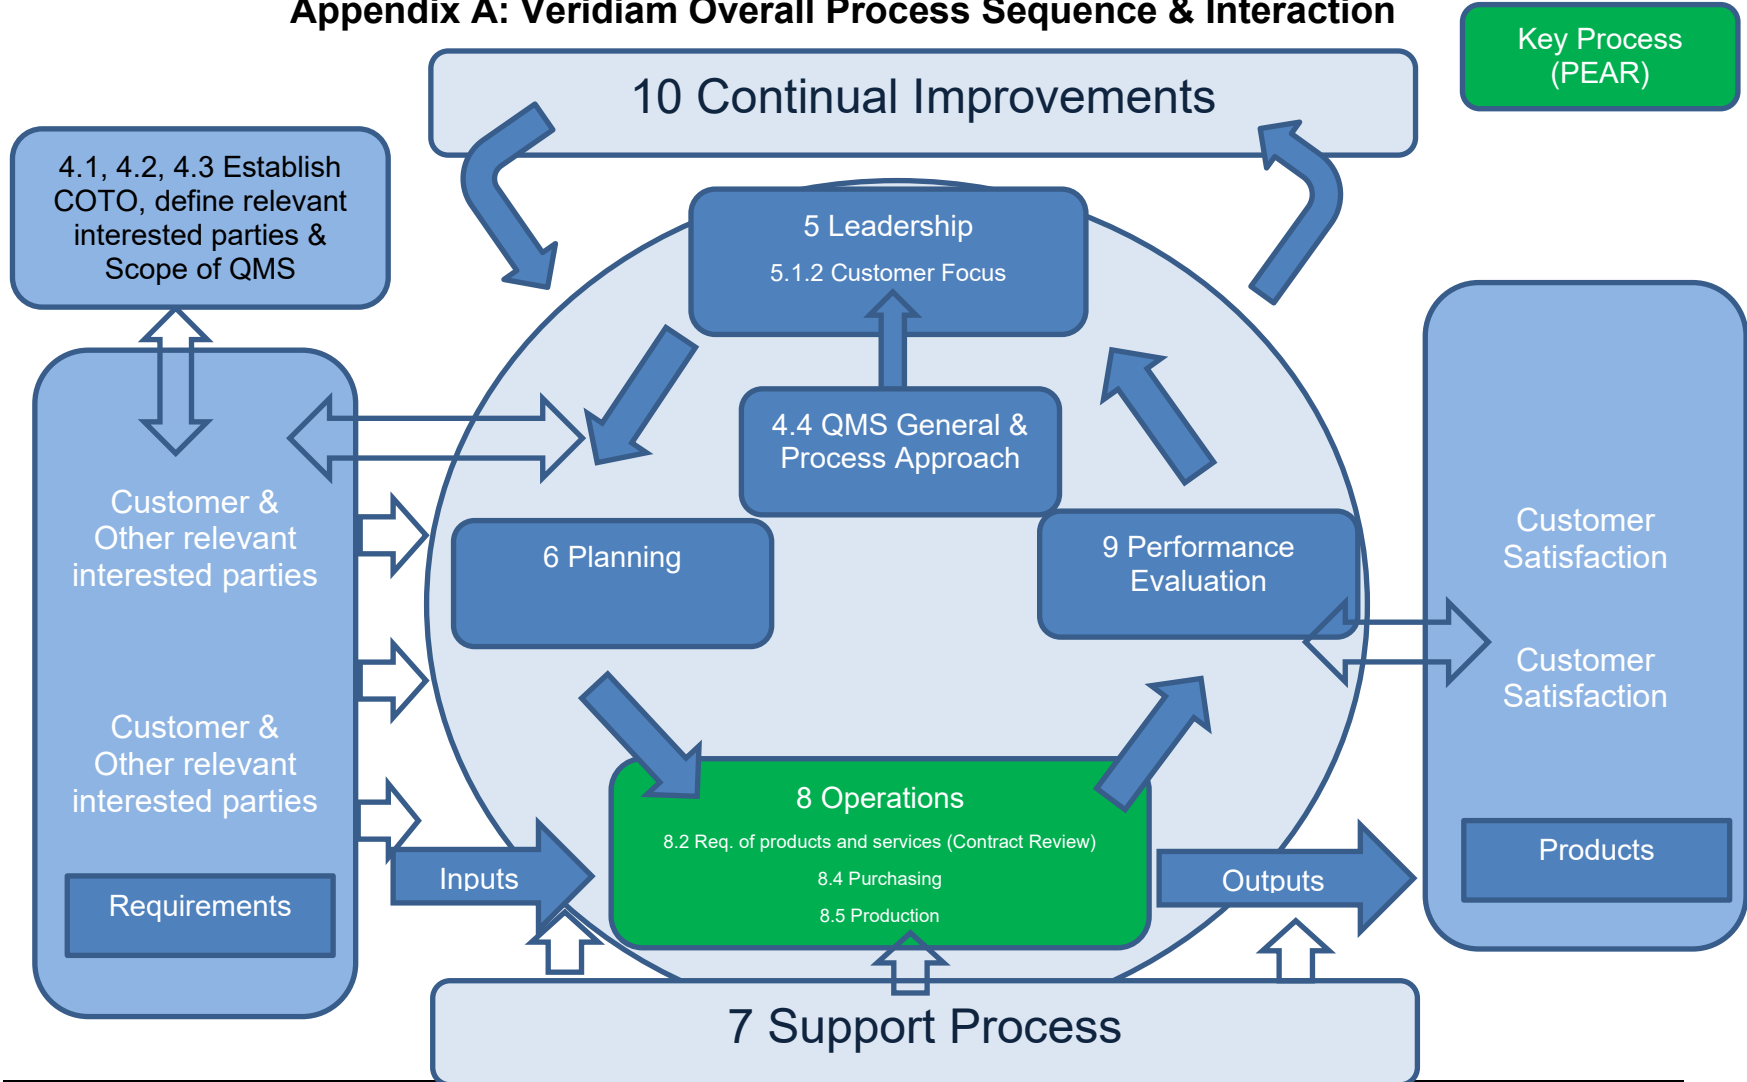 Appendix A: Veridiam Overall Process Sequence & Interaction
Key Process
(PEAR)
10 Continual Improvements
4.1, 4.2, 4.3 Establish
COTO, define relevant
interested parties &
Scope of QMS
5 Leadership
5.1.2 Customer Focus
4.4 QMS General &
Process Approach
Customer &
Other relevant
interested parties
6 Planning
9 Performance
Evaluation
Customer
Satisfaction
Customer
Satisfaction
Customer &
Other relevant
interested parties
8 Operations
8.2 Req. of products and services (Contract Review)
8.4 Purchasing
8.5 Production
Inputs
Outputs
Products
Requirements
7 Support Process